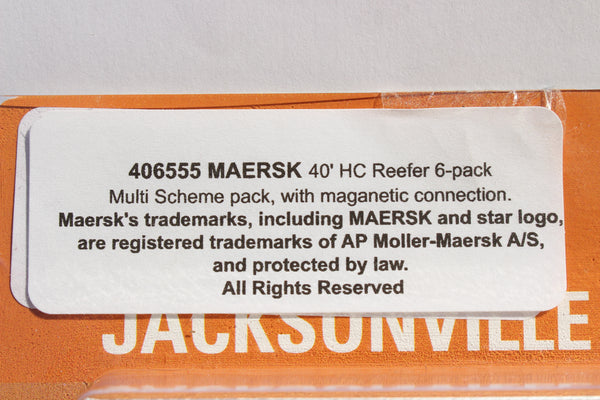 406555 MAERSK 40' HC Reefer 6-pack
Multi Scheme pack, with maganetic connection.
Maersk's trademarks, including MAERSK and star logo,
are registered trademarks of AP Moller-Maersk A/S,
and protected by law.
All Rights Reserved
JACKSONVILLE